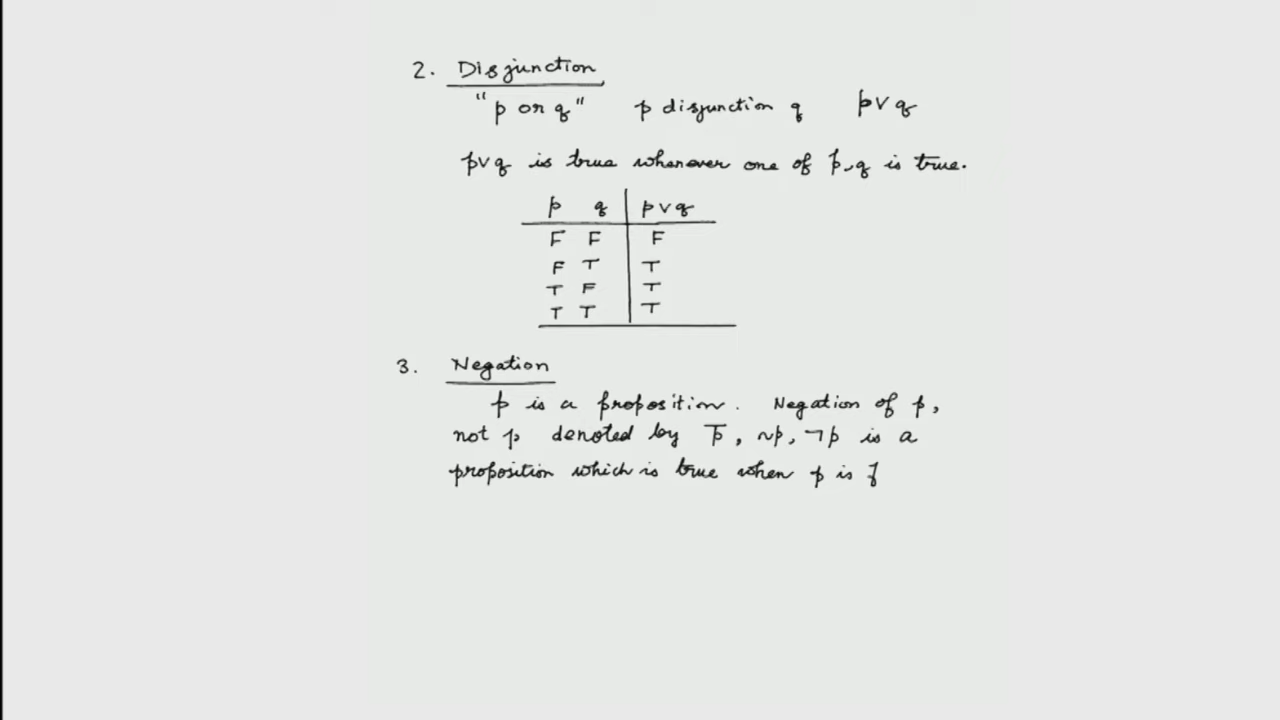 2. Disjunction
"p or q" p disjunction q p∨q
p∨q is true whenever one of p, q is true.
p q p∨q
F F F
F T T
T F T
T T T
3. Negation
p is a proposition. Negation of p,
not p denoted by p̅, ~p, ¬p is a
proposition which is true when p is f